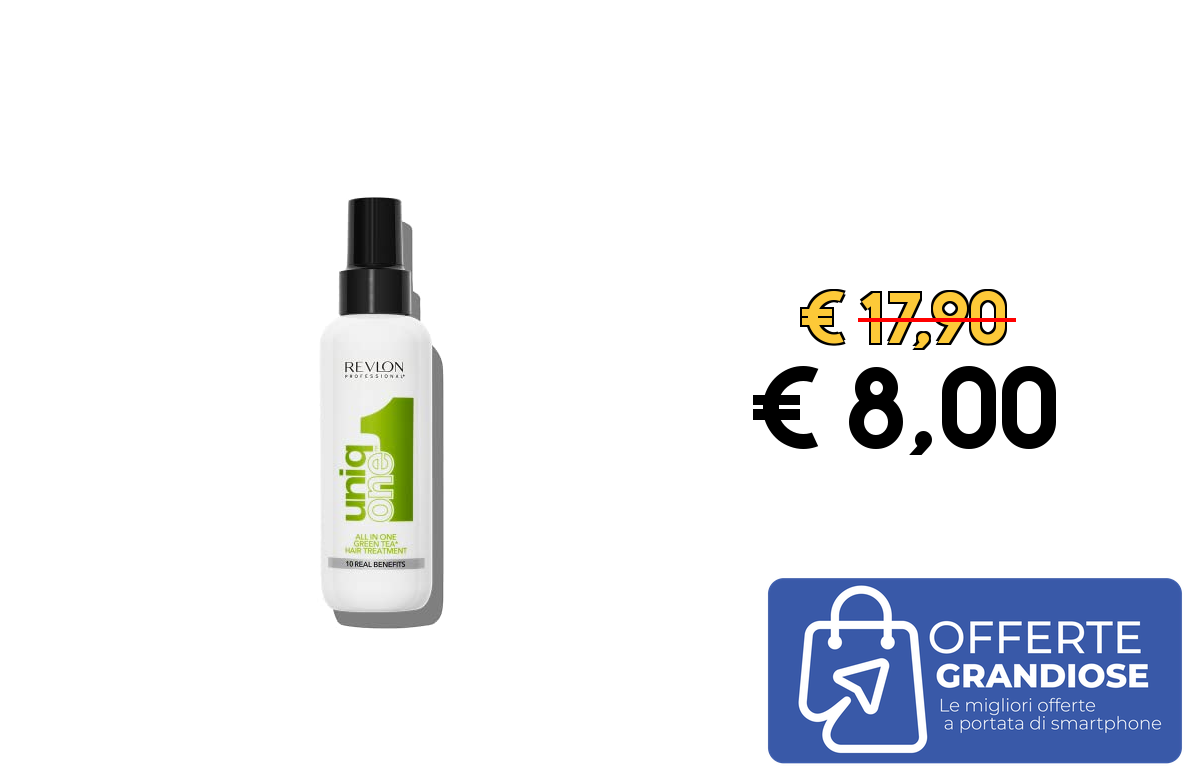 REVLON
PROFESSIONAL®
uniq
one
1
ALL IN ONE
GREEN TEA*
HAIR TREATMENT
10 REAL BENEFITS
€ 17,90
€ 8,00
OFFERTE
GRANDIOSE
Le migliori offerte
a portata di smartphone